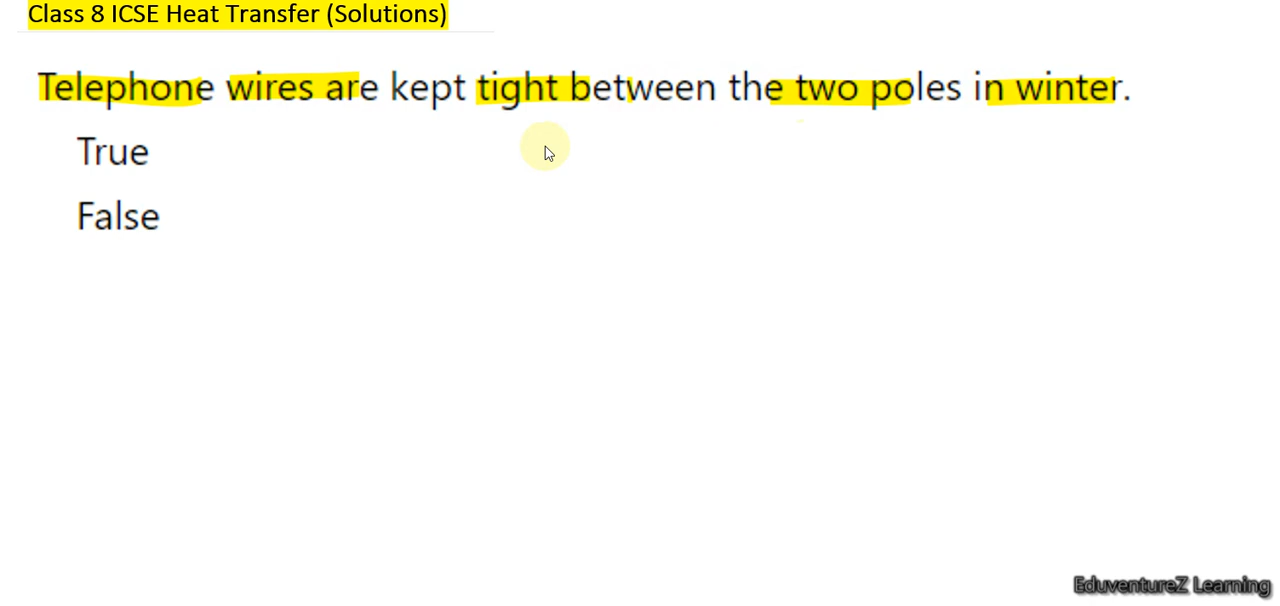 Class 8 ICSE Heat Transfer (Solutions)
Telephone wires are kept tight between the two poles in winter.
True
False
EduventureZ Learning